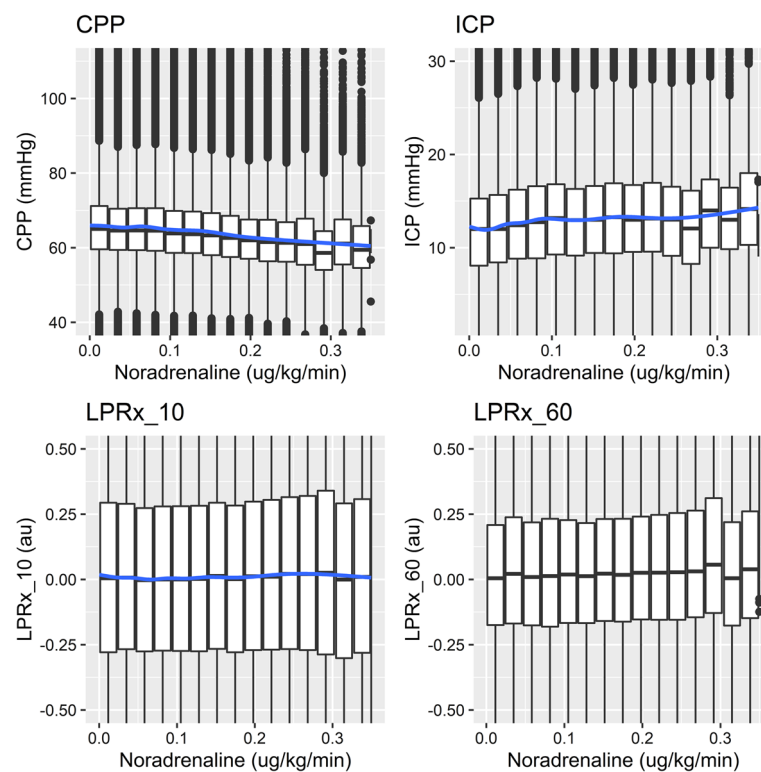 CPP
CPP (mmHg)
100
80
60
40
0.0 0.1 0.2 0.3
Noradrenaline (ug/kg/min)
ICP
ICP (mmHg)
30
20
10
0.0 0.1 0.2 0.3
Noradrenaline (ug/kg/min)
LPRx_10
LPRx_10 (au)
0.50
0.25
0.00
-0.25
-0.50
0.0 0.1 0.2 0.3
Noradrenaline (ug/kg/min)
LPRx_60
LPRx_60 (au)
0.50
0.25
0.00
-0.25
-0.50
0.0 0.1 0.2 0.3
Noradrenaline (ug/kg/min)